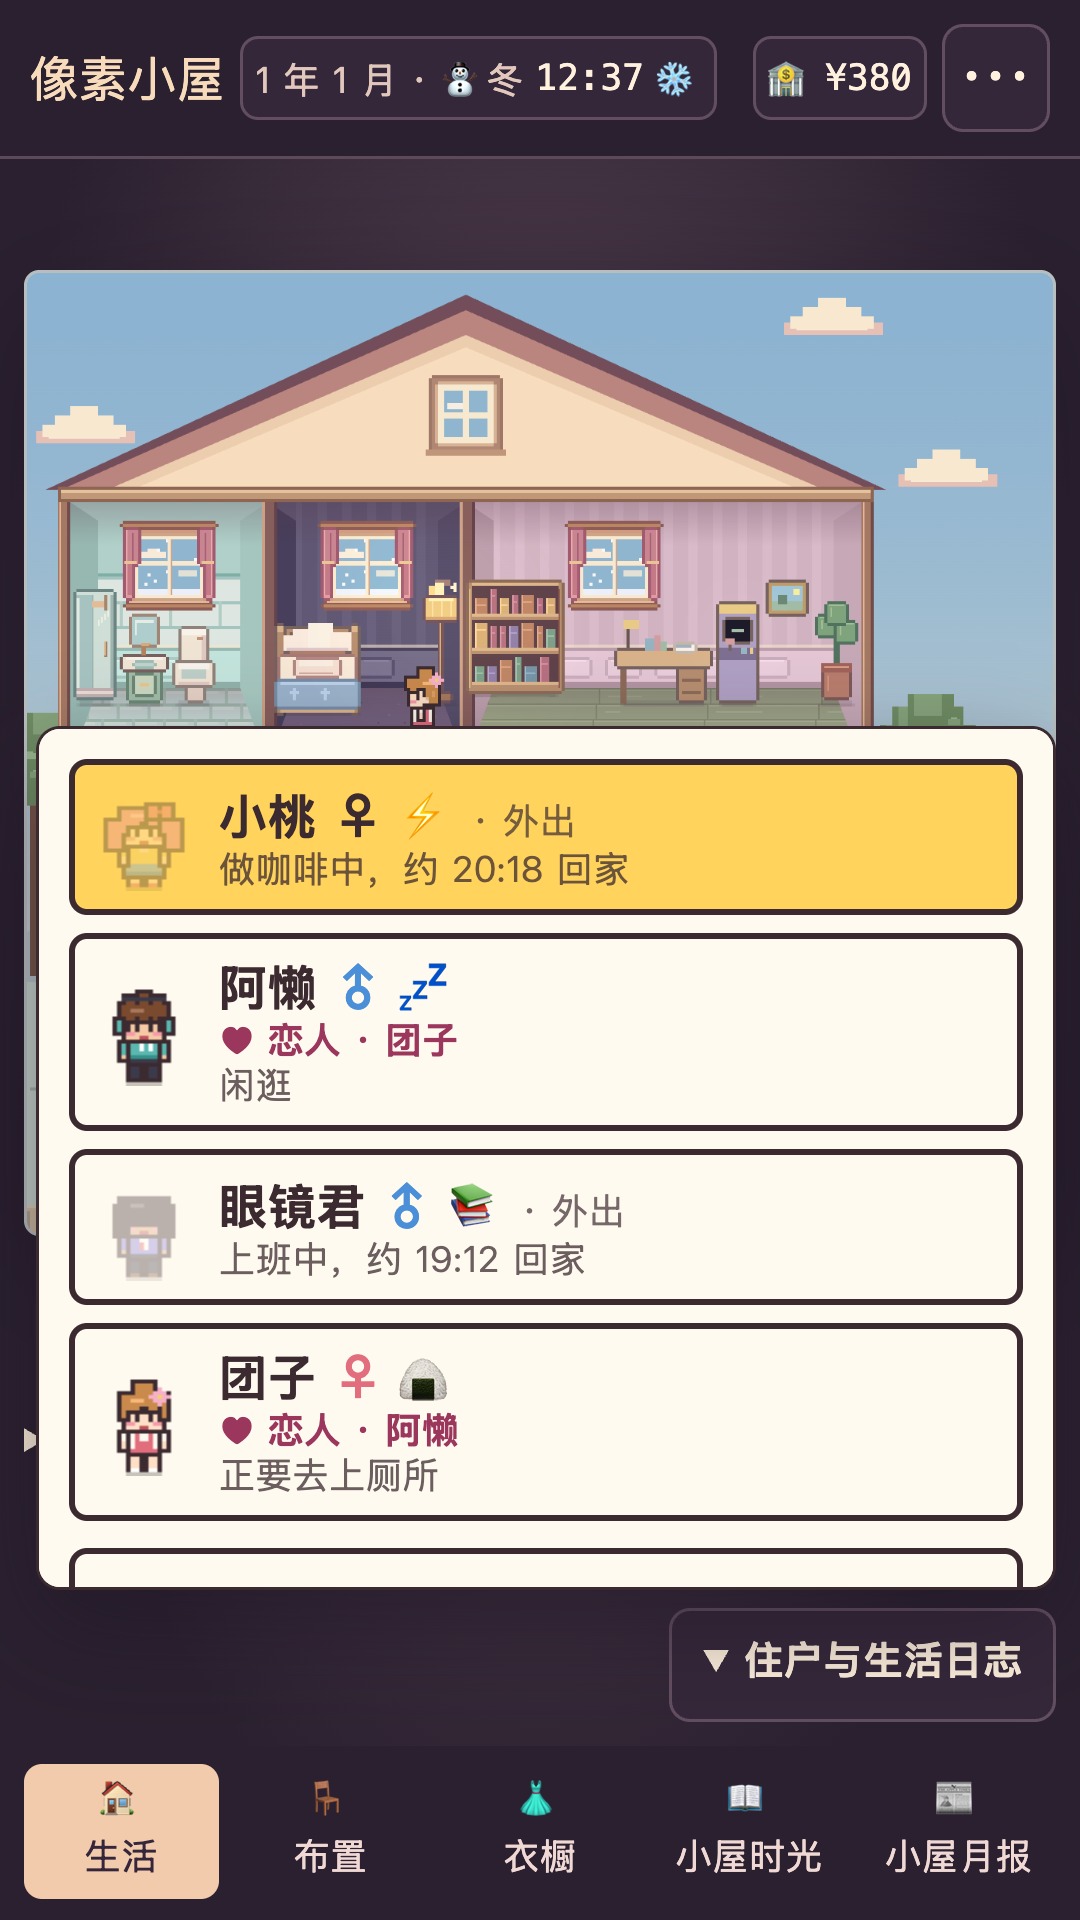 像素小屋
1 年 1 月 · ⛄ 冬 12:37 ❄️
🏦 ¥380
•••
小桃 ♀ ⚡ · 外出
做咖啡中，约 20:18 回家
阿懒 ♂ 💤
♥ 恋人 · 团子
闲逛
眼镜君 ♂ 📚 · 外出
上班中，约 19:12 回家
团子 ♀ 🍙
♥ 恋人 · 阿懒
正要去上厕所
▼ 住户与生活日志
生活
布置
衣橱
小屋时光
小屋月报